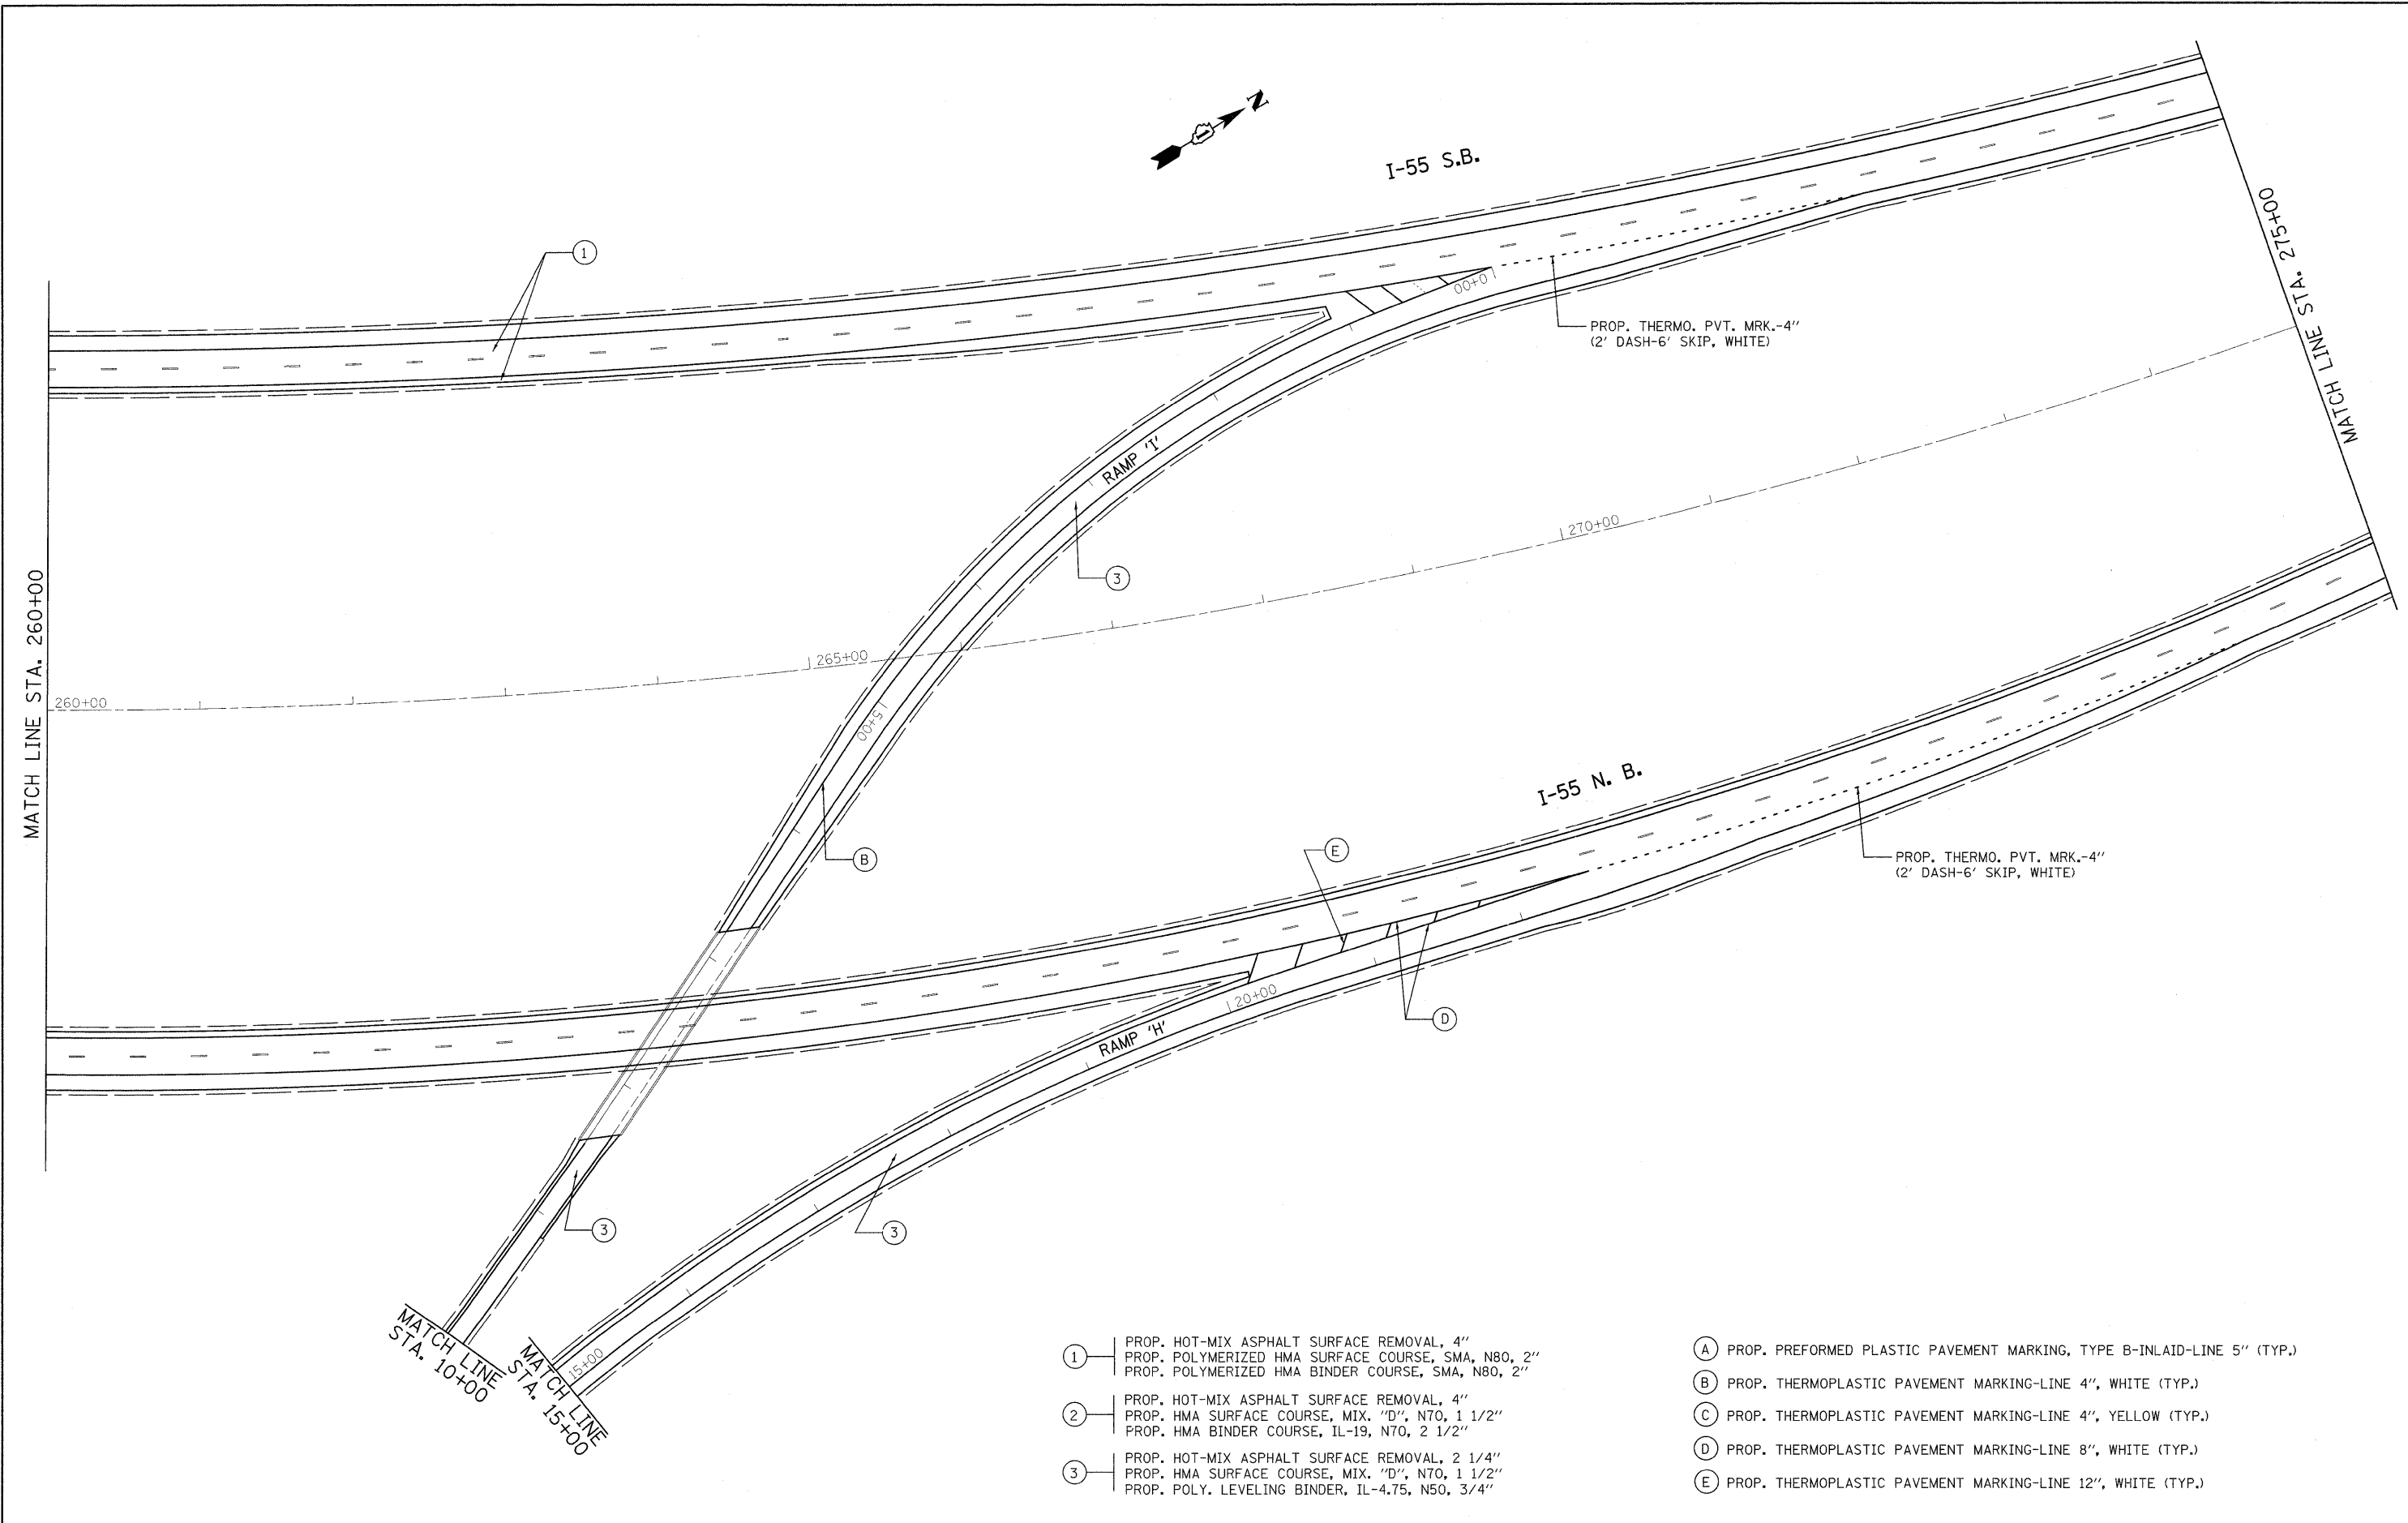 N
I-55 S.B.
1
0+00
PROP. THERMO. PVT. MRK.-4"
(2' DASH-6' SKIP, WHITE)
MATCH LINE STA. 275+00
RAMP 'I'
3
270+00
MATCH LINE STA. 260+00
265+00
260+00
5+00
I-55 N. B.
B
E
PROP. THERMO. PVT. MRK.-4"
(2' DASH-6' SKIP, WHITE)
20+00
D
RAMP 'H'
3
3
MATCH LINE
STA. 10+00
15+00
MATCH LINE
STA. 15+00
1
PROP. HOT-MIX ASPHALT SURFACE REMOVAL, 4"
PROP. POLYMERIZED HMA SURFACE COURSE, SMA, N80, 2"
PROP. POLYMERIZED HMA BINDER COURSE, SMA, N80, 2"
2
PROP. HOT-MIX ASPHALT SURFACE REMOVAL, 4"
PROP. HMA SURFACE COURSE, MIX. "D", N70, 1 1/2"
PROP. HMA BINDER COURSE, IL-19, N70, 2 1/2"
3
PROP. HOT-MIX ASPHALT SURFACE REMOVAL, 2 1/4"
PROP. HMA SURFACE COURSE, MIX. "D", N70, 1 1/2"
PROP. POLY. LEVELING BINDER, IL-4.75, N50, 3/4"
A PROP. PREFORMED PLASTIC PAVEMENT MARKING, TYPE B-INLAID-LINE 5" (TYP.)
B PROP. THERMOPLASTIC PAVEMENT MARKING-LINE 4", WHITE (TYP.)
C PROP. THERMOPLASTIC PAVEMENT MARKING-LINE 4", YELLOW (TYP.)
D PROP. THERMOPLASTIC PAVEMENT MARKING-LINE 8", WHITE (TYP.)
E PROP. THERMOPLASTIC PAVEMENT MARKING-LINE 12", WHITE (TYP.)